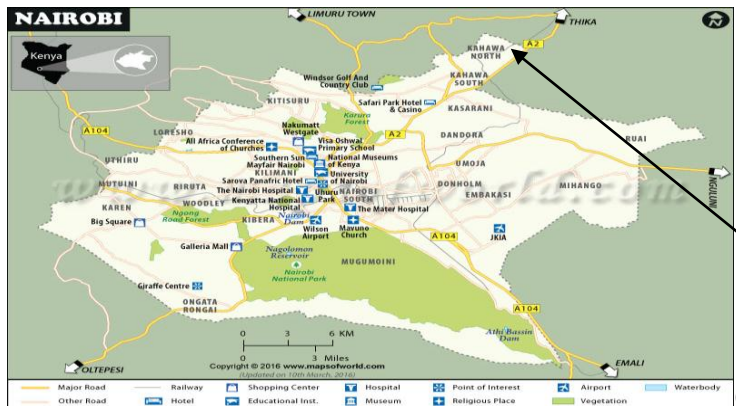 NAIROBI
LIMURU TOWN
THIKA
N
Kenya
KAHAWA
NORTH
A2
KAHAWA
SOUTH
Windsor Golf And
Country Club
KITISURU
Safari Park Hotel
& Casino
KASARANI
Karura
Forest
A104
LORESHO
Nakumatt
Westgate
A2
DANDORA
RUAI
All Africa Conference
of Churches
Visa Oshwal
Primary School
UTHIRU
Southern Sun
Mayfair Nairobi
National Museums
of Kenya
UMOJA
KILIMANI
University
of Nairobi
MUTUINI
RIRUTA
Sarova Panafric Hotel
DONHOLM
MIHANGO
The Nairobi Hospital
Uhuru
Park
NAIROBI
SOUTH
EMBAKASI
KAREN
WOODLEY
Kenyatta National
Hospital
The Mater Hospital
Big Square
Ngong
Road Forest
KIBERA
Nairobi
Dam
Wilson
Airport
Mavuno
Church
JKIA
Galleria Mall
A104
Nagolomon
Reservoir
MUGUMOINI
Nairobi
National Park
Giraffe Centre
ONGATA
RONGAI
A104
Athi Bassin
Dam
0 3 6 KM
0 3 Miles
OLTEPESI
EMALI
Copyright © 2016 www.mapsofworld.com
(Updated on 10th March, 2016)
Major Road
Railway
Shopping Center
Hospital
Point of Interest
Airport
Waterbody
Other Road
Hotel
Educational Inst.
Museum
Religious Place
Vegetation